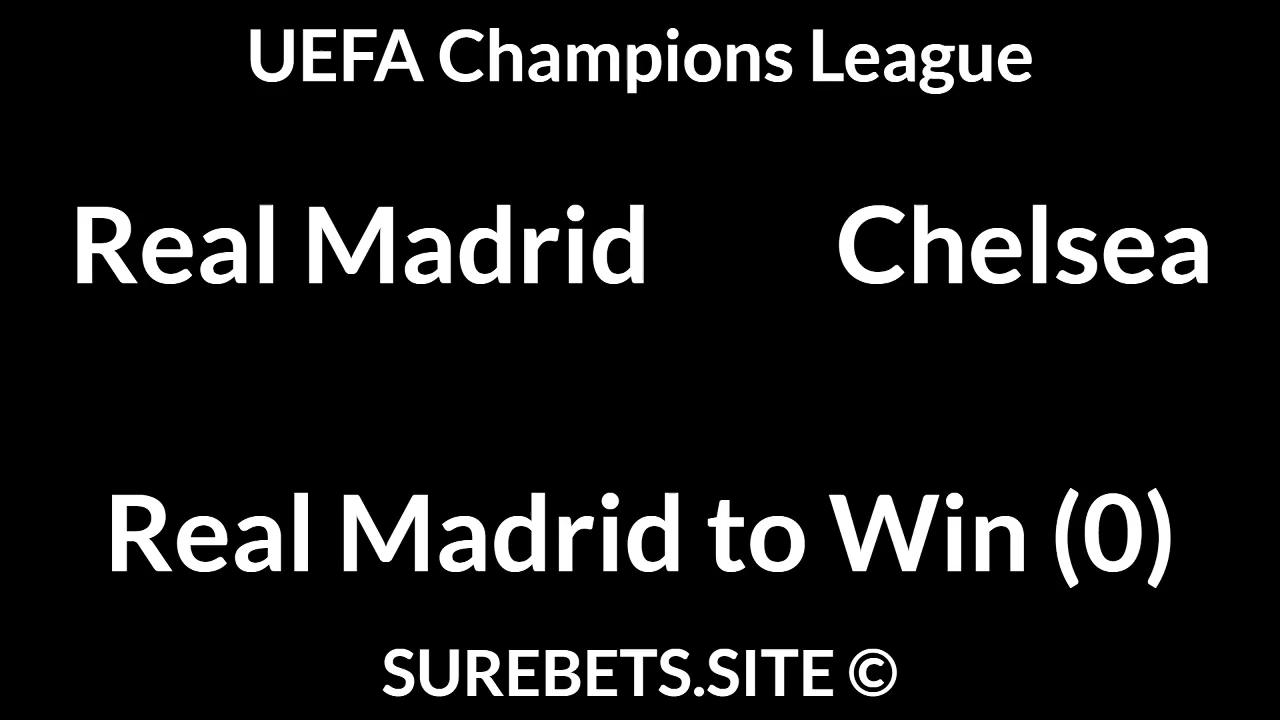 UEFA Champions League
Real Madrid Chelsea
Real Madrid to Win (0)
SUREBETS.SITE ©